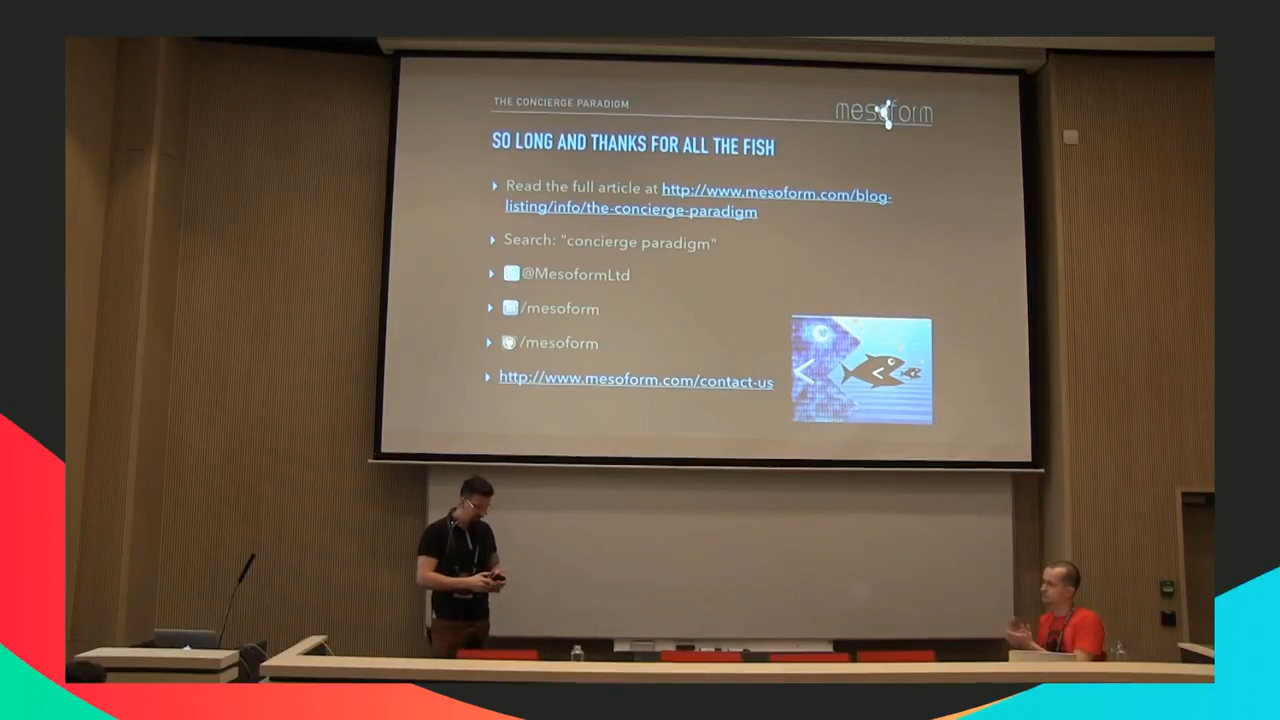 THE CONCIERGE PARADIGM
mesoform
SO LONG AND THANKS FOR ALL THE FISH
Read the full article at http://www.mesoform.com/blog-
listing/info/the-concierge-paradigm
Search: "concierge paradigm"
@MesoformLtd
/mesoform
/mesoform
http://www.mesoform.com/contact-us